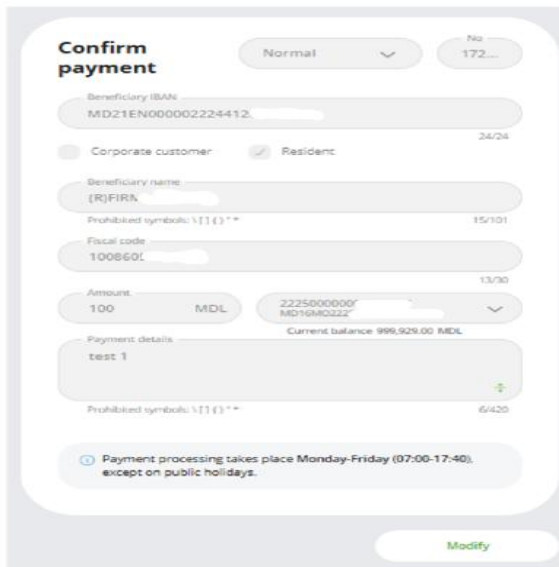 Confirm
payment
Normal
No
172...
Beneficiary IBAN
MD21EN000002224412
24/24
Corporate customer
Resident
Beneficiary name
(R)FIRM
Prohibited symbols: \ [ ] { } " *
15/101
Fiscal code
100860
13/30
Amount
100 MDL
2225000000
MD16MO222
Current balance 999,929.00 MDL
Payment details
test 1
Prohibited symbols: \ [ ] { } " *
6/420
Payment processing takes place Monday-Friday (07:00-17:40),
except on public holidays.
Modify